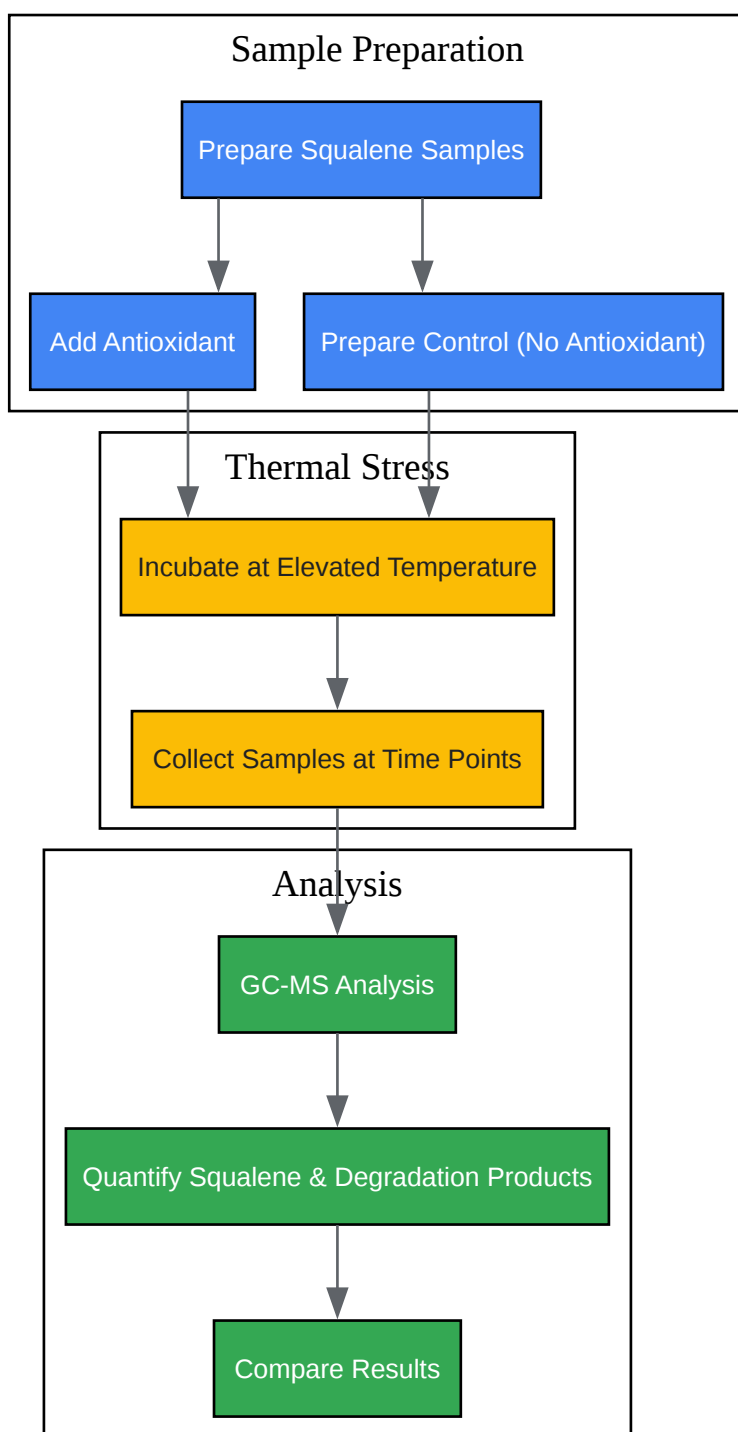 Sample Preparation
Prepare Squalene Samples
Add Antioxidant
Prepare Control (No Antioxidant)
Thermal Stress
Incubate at Elevated Temperature
Collect Samples at Time Points
Analysis
GC-MS Analysis
Quantify Squalene & Degradation Products
Compare Results